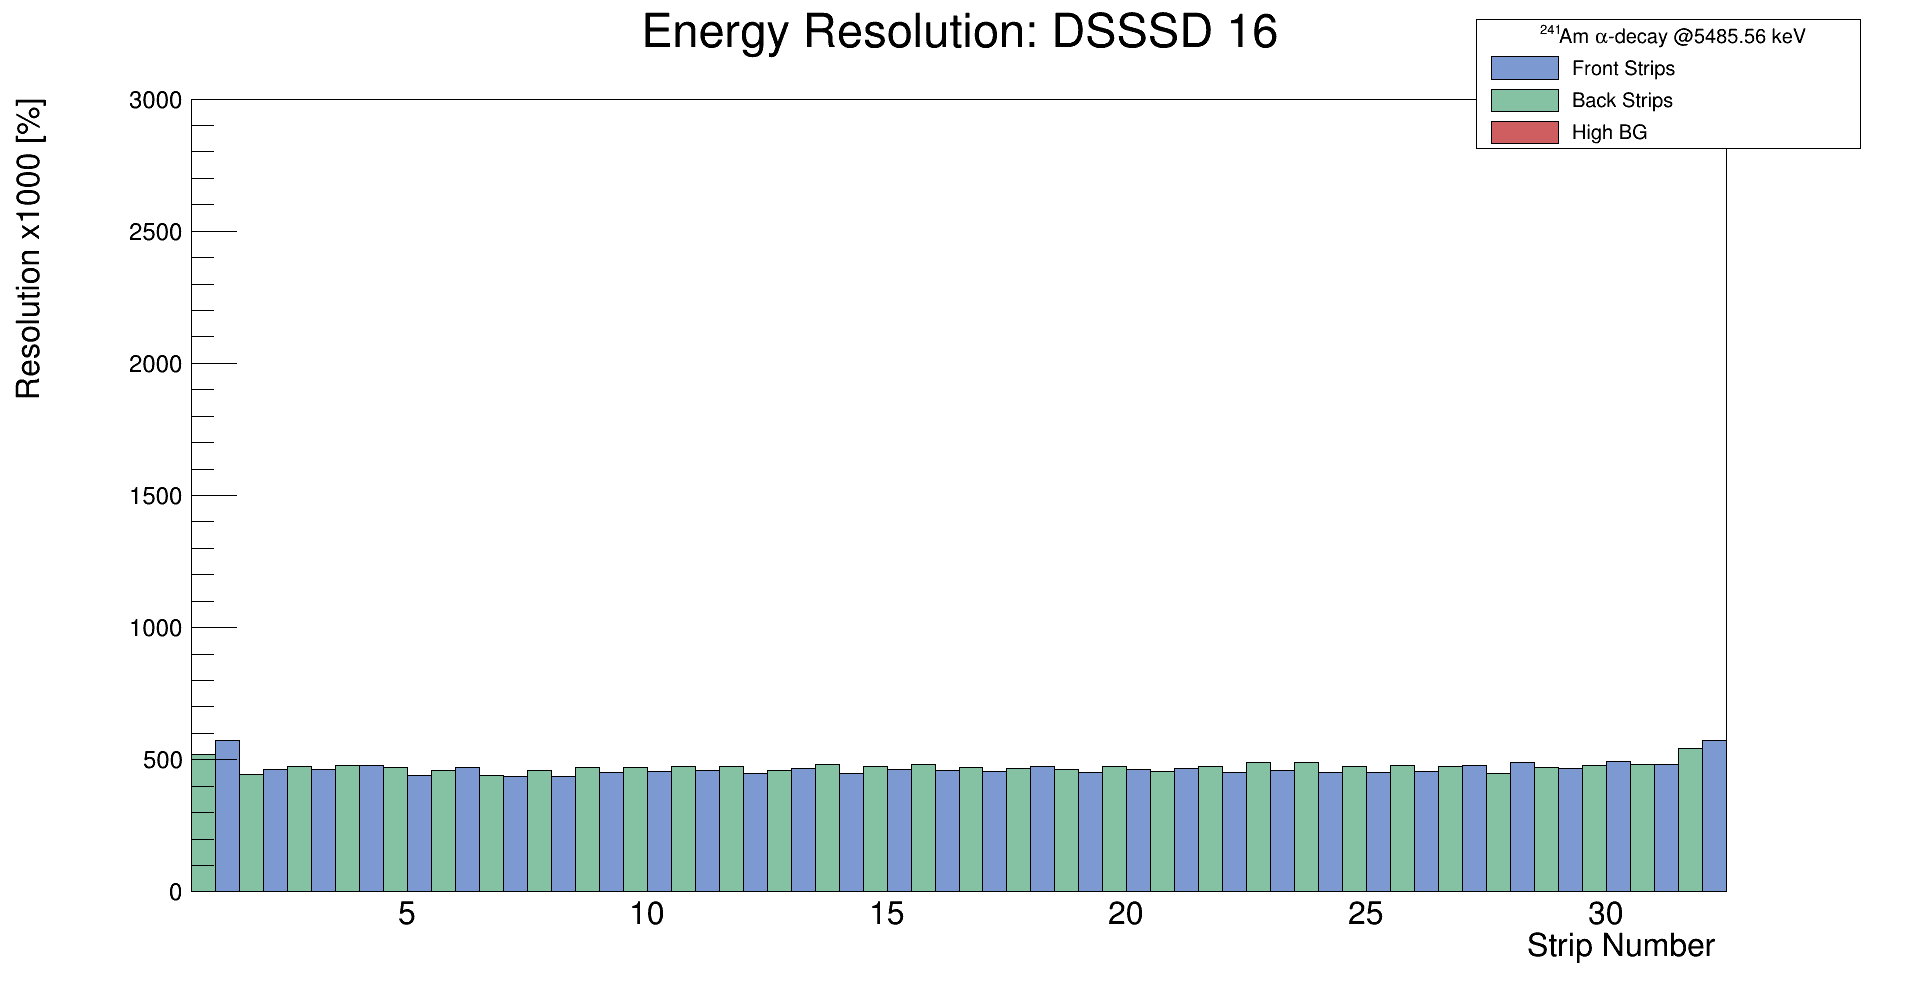 Energy Resolution: DSSSD 16
²⁴¹Am α-decay @5485.56 keV
Front Strips
Back Strips
High BG
Resolution x1000 [%]
3000
2500
2000
1500
1000
500
0
5 10 15 20 25 30
Strip Number